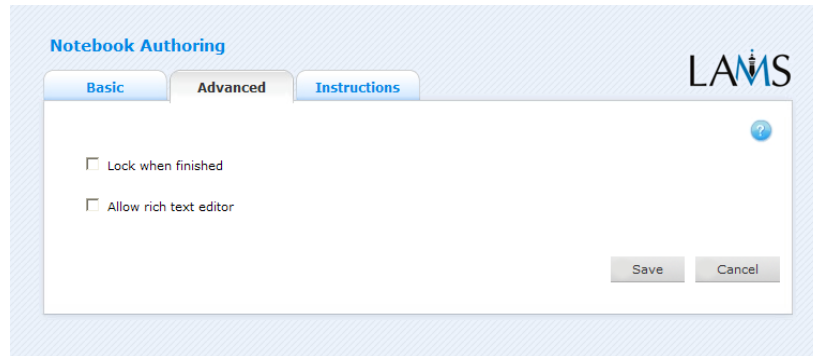 Notebook Authoring
LAMS
Basic Advanced Instructions
?
Lock when finished
Allow rich text editor
Save Cancel